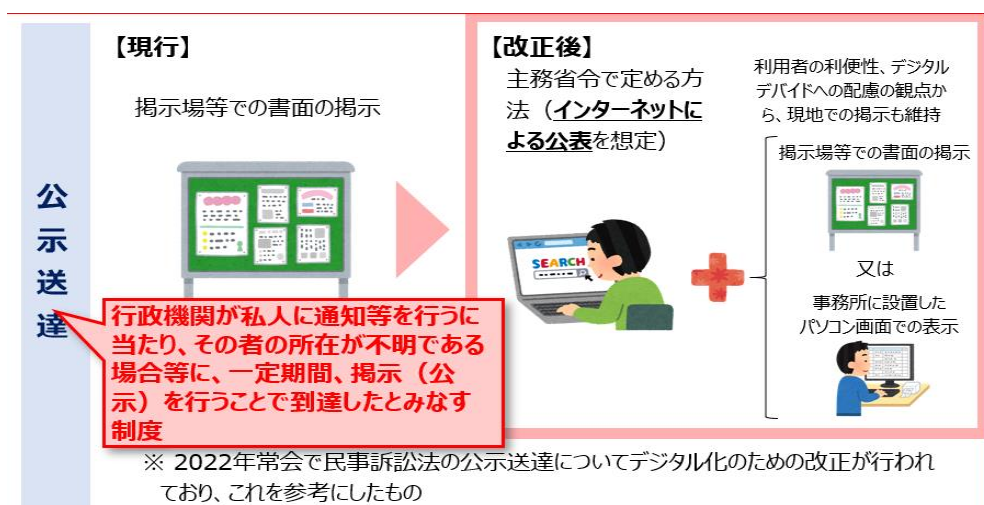 公
示
送
達
【現行】
掲示場等での書面の掲示
行政機関が私人に通知等を行うに
当たり、その者の所在が不明である
場合等に、一定期間、掲示（公
示）を行うことで到達したとみなす
制度
【改正後】
主務省令で定める方
法（インターネットに
よる公表を想定）
SEARCH
利用者の利便性、デジタル
デバイドへの配慮の観点か
ら、現地での掲示も維持
掲示場等での書面の掲示
又は
事務所に設置した
パソコン画面での表示
※ 2022年常会で民事訴訟法の公示送達についてデジタル化のための改正が行われ
ており、これを参考にしたもの